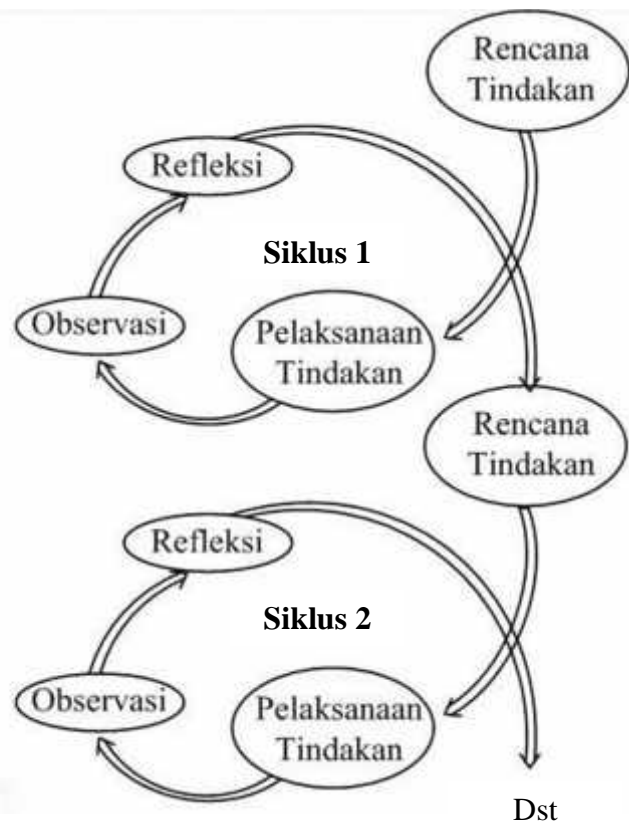 Rencana
Tindakan
Refleksi
Siklus 1
Observasi
Pelaksanaan
Tindakan
Rencana
Tindakan
Refleksi
Siklus 2
Observasi
Pelaksanaan
Tindakan
Dst